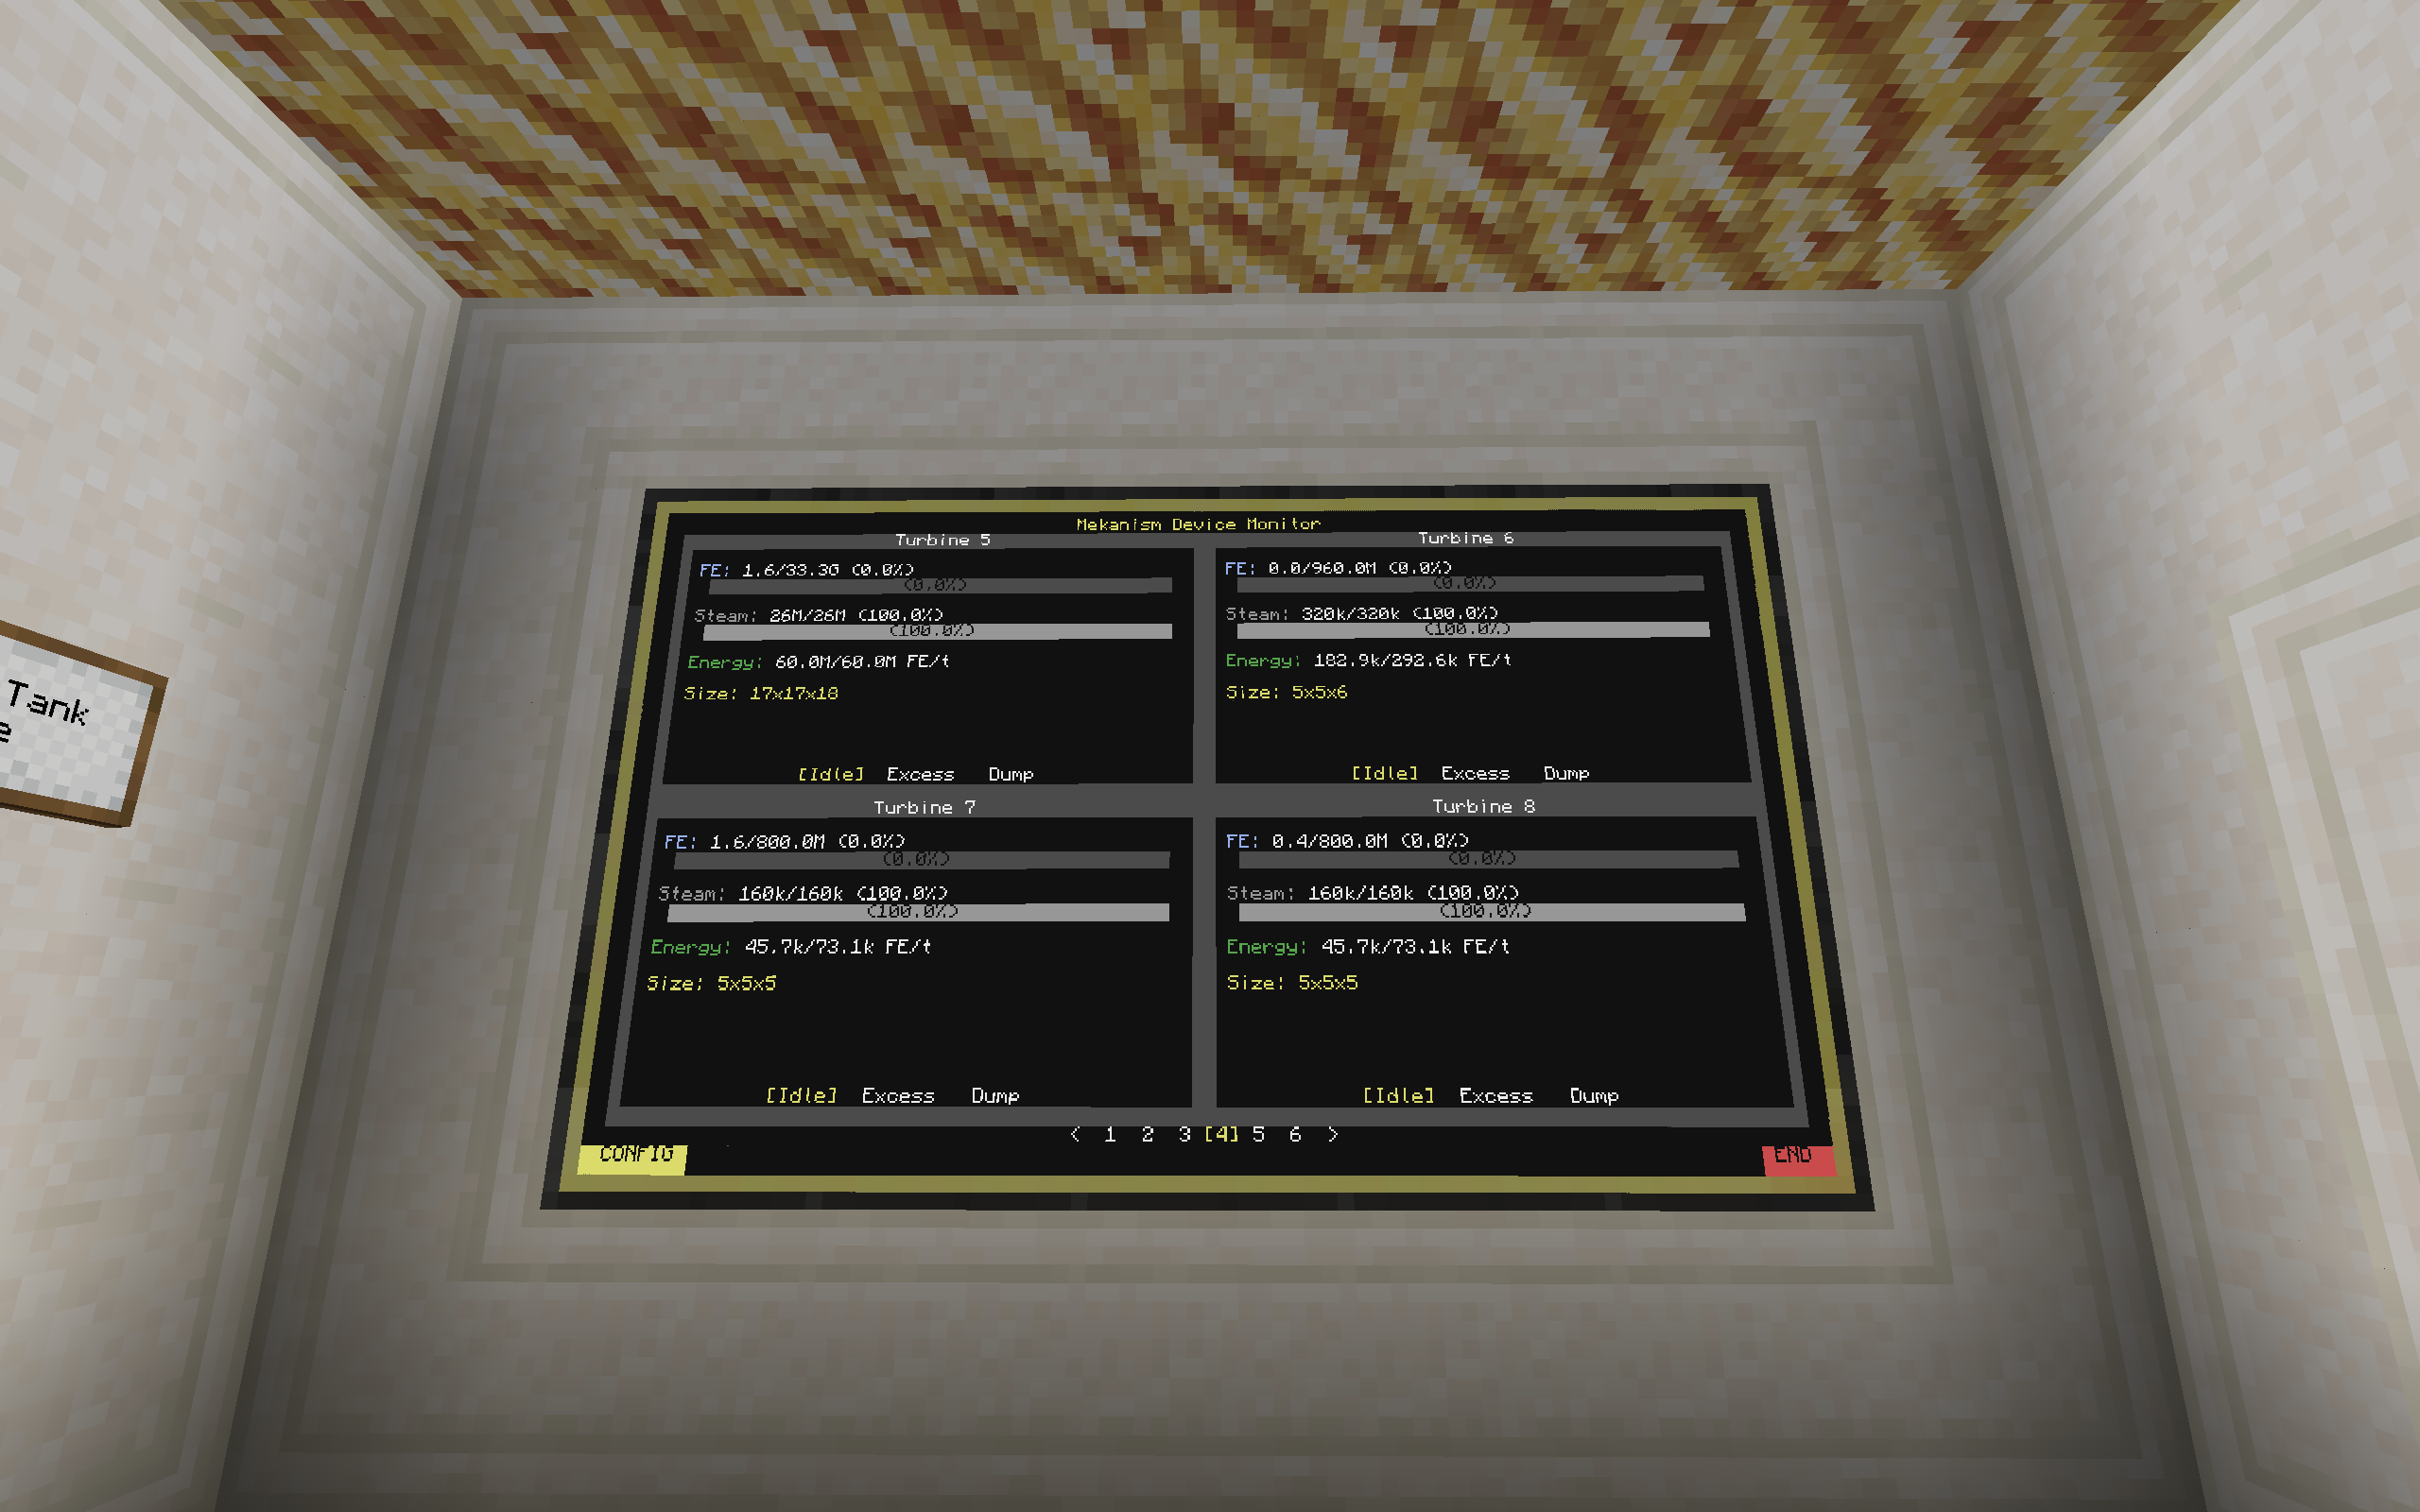 Tank
e
Mekanism Device Monitor
Turbine 5
FE: 1.6/33.3G (0.0%)
(0.0%)
Steam: 26M/26M (100.0%)
(100.0%)
Energy: 60.0M/60.0M FE/t
Size: 17x17x18
[Idle] Excess Dump
Turbine 6
FE: 0.0/960.0M (0.0%)
(0.0%)
Steam: 320k/320k (100.0%)
(100.0%)
Energy: 182.9k/292.6k FE/t
Size: 5x5x6
[Idle] Excess Dump
Turbine 7
FE: 1.6/800.0M (0.0%)
(0.0%)
Steam: 160k/160k (100.0%)
(100.0%)
Energy: 45.7k/73.1k FE/t
Size: 5x5x5
[Idle] Excess Dump
Turbine 8
FE: 0.4/800.0M (0.0%)
(0.0%)
Steam: 160k/160k (100.0%)
(100.0%)
Energy: 45.7k/73.1k FE/t
Size: 5x5x5
[Idle] Excess Dump
< 1 2 3 [4] 5 6 >
CONFIG
END